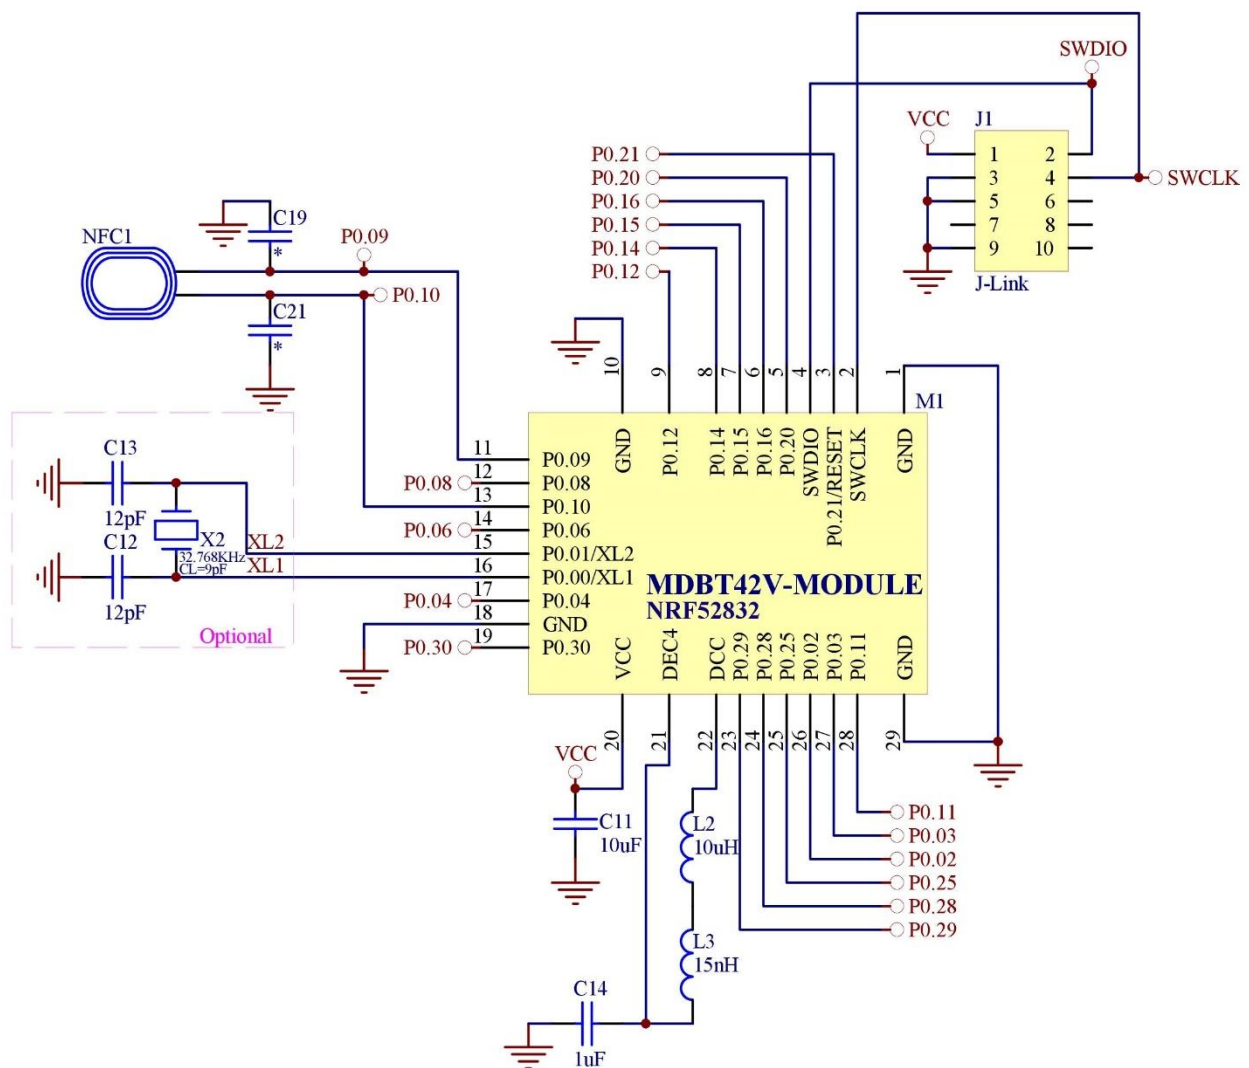 SWDIO
VCC
J1
1 2
3 4
5 6
7 8
9 10
J-Link
SWCLK
P0.21
P0.20
P0.16
P0.15
P0.14
P0.12
C19
*
NFC1
P0.09
P0.10
C21
*
10
9
8
7
6
5
4
3
2
1
M1
GND
P0.12
P0.14
P0.15
P0.16
P0.20
SWDIO
P0.21/RESET
SWCLK
GND
11 P0.09
P0.08 12 P0.08
13 P0.10
P0.06 14 P0.06
15 P0.01/XL2
16 P0.00/XL1
P0.04 17 P0.04
18 GND
P0.30 19 P0.30
C13
12pF
X2
32.768KHz
CL=9pF
C12
12pF
XL2
XL1
Optional
MDBT42V-MODULE
NRF52832
VCC
DEC4
DCC
P0.29
P0.28
P0.25
P0.02
P0.03
P0.11
GND
20
21
22
23
24
25
26
27
28
29
VCC
C11
10uF
L2
10uH
L3
15nH
C14
1uF
P0.11
P0.03
P0.02
P0.25
P0.28
P0.29